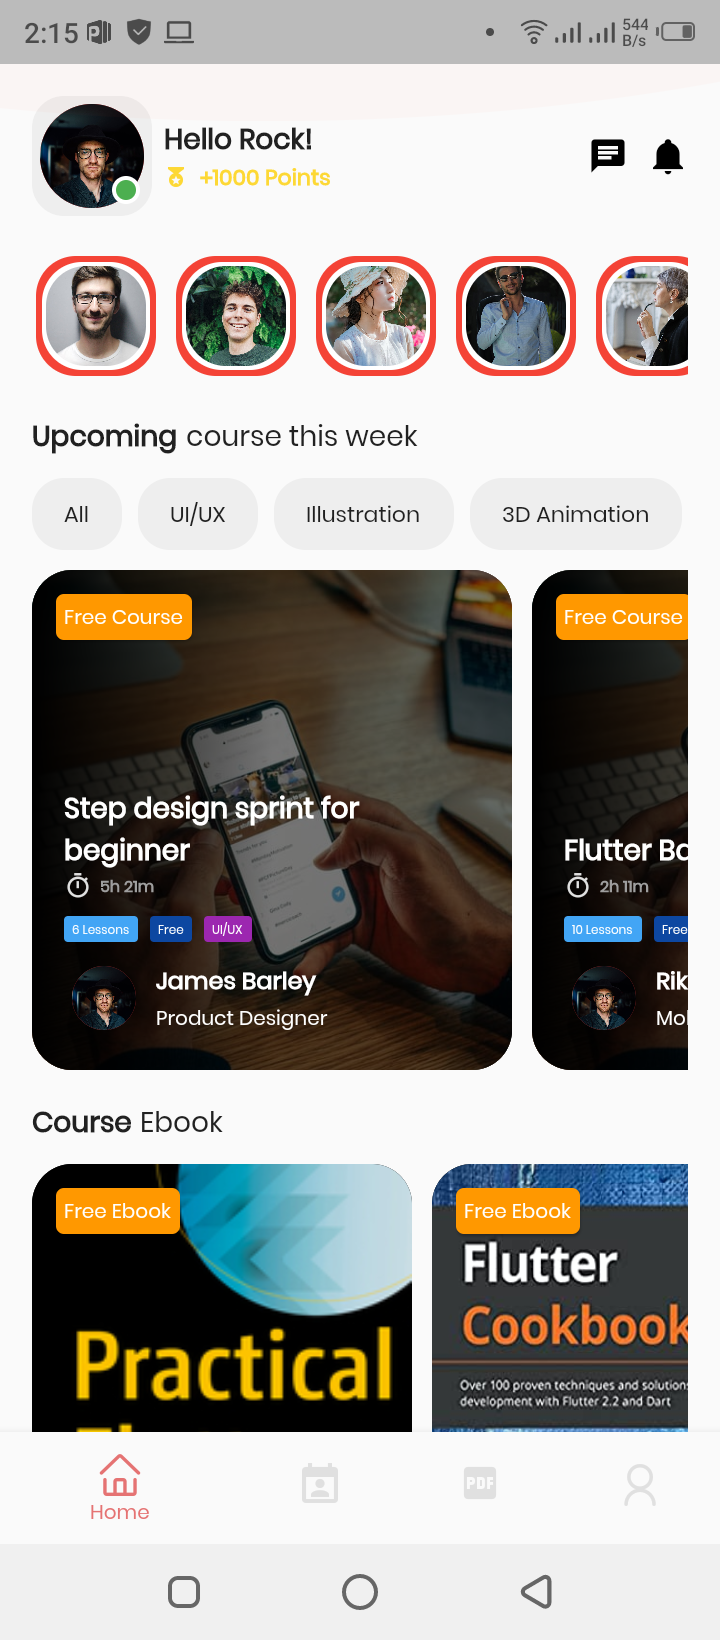 2:15
544
B/s
Hello Rock!
+1000 Points
Upcoming course this week
All
UI/UX
Illustration
3D Animation
Free Course
Step design sprint for
beginner
5h 21m
6 Lessons
Free
UI/UX
James Barley
Product Designer
Free Course
Flutter Ba
2h 11m
10 Lessons
Free
Rik
Mol
Course Ebook
Free Ebook
Practical
Free Ebook
Flutter
Cookbook
Over 100 proven techniques and solutions
development with Flutter 2.2 and Dart
Home
PDF